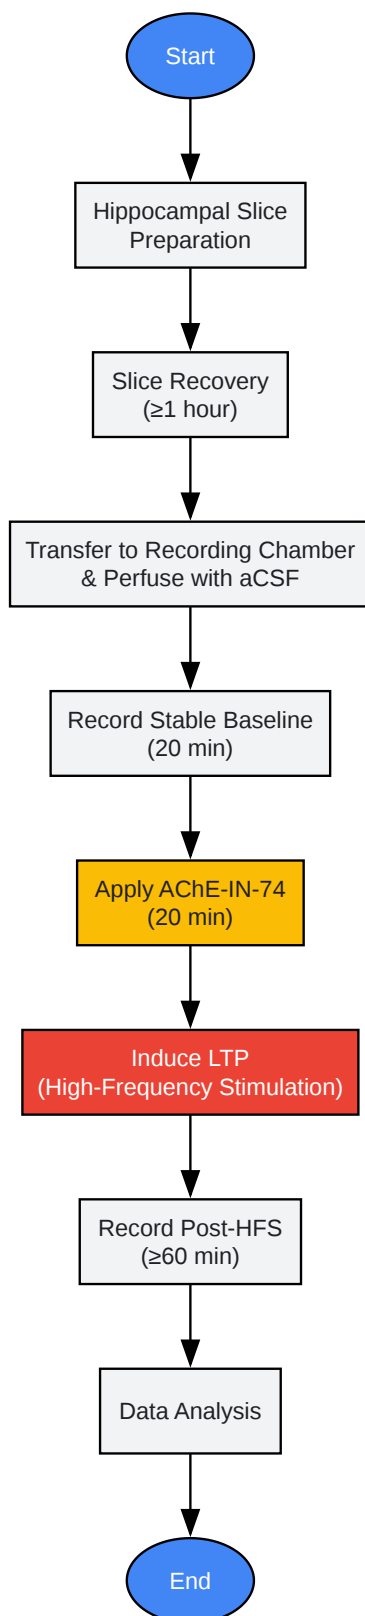 Start
Hippocampal Slice
Preparation
Slice Recovery
(≥1 hour)
Transfer to Recording Chamber
& Perfuse with aCSF
Record Stable Baseline
(20 min)
Apply AChE-IN-74
(20 min)
Induce LTP
(High-Frequency Stimulation)
Record Post-HFS
(≥60 min)
Data Analysis
End